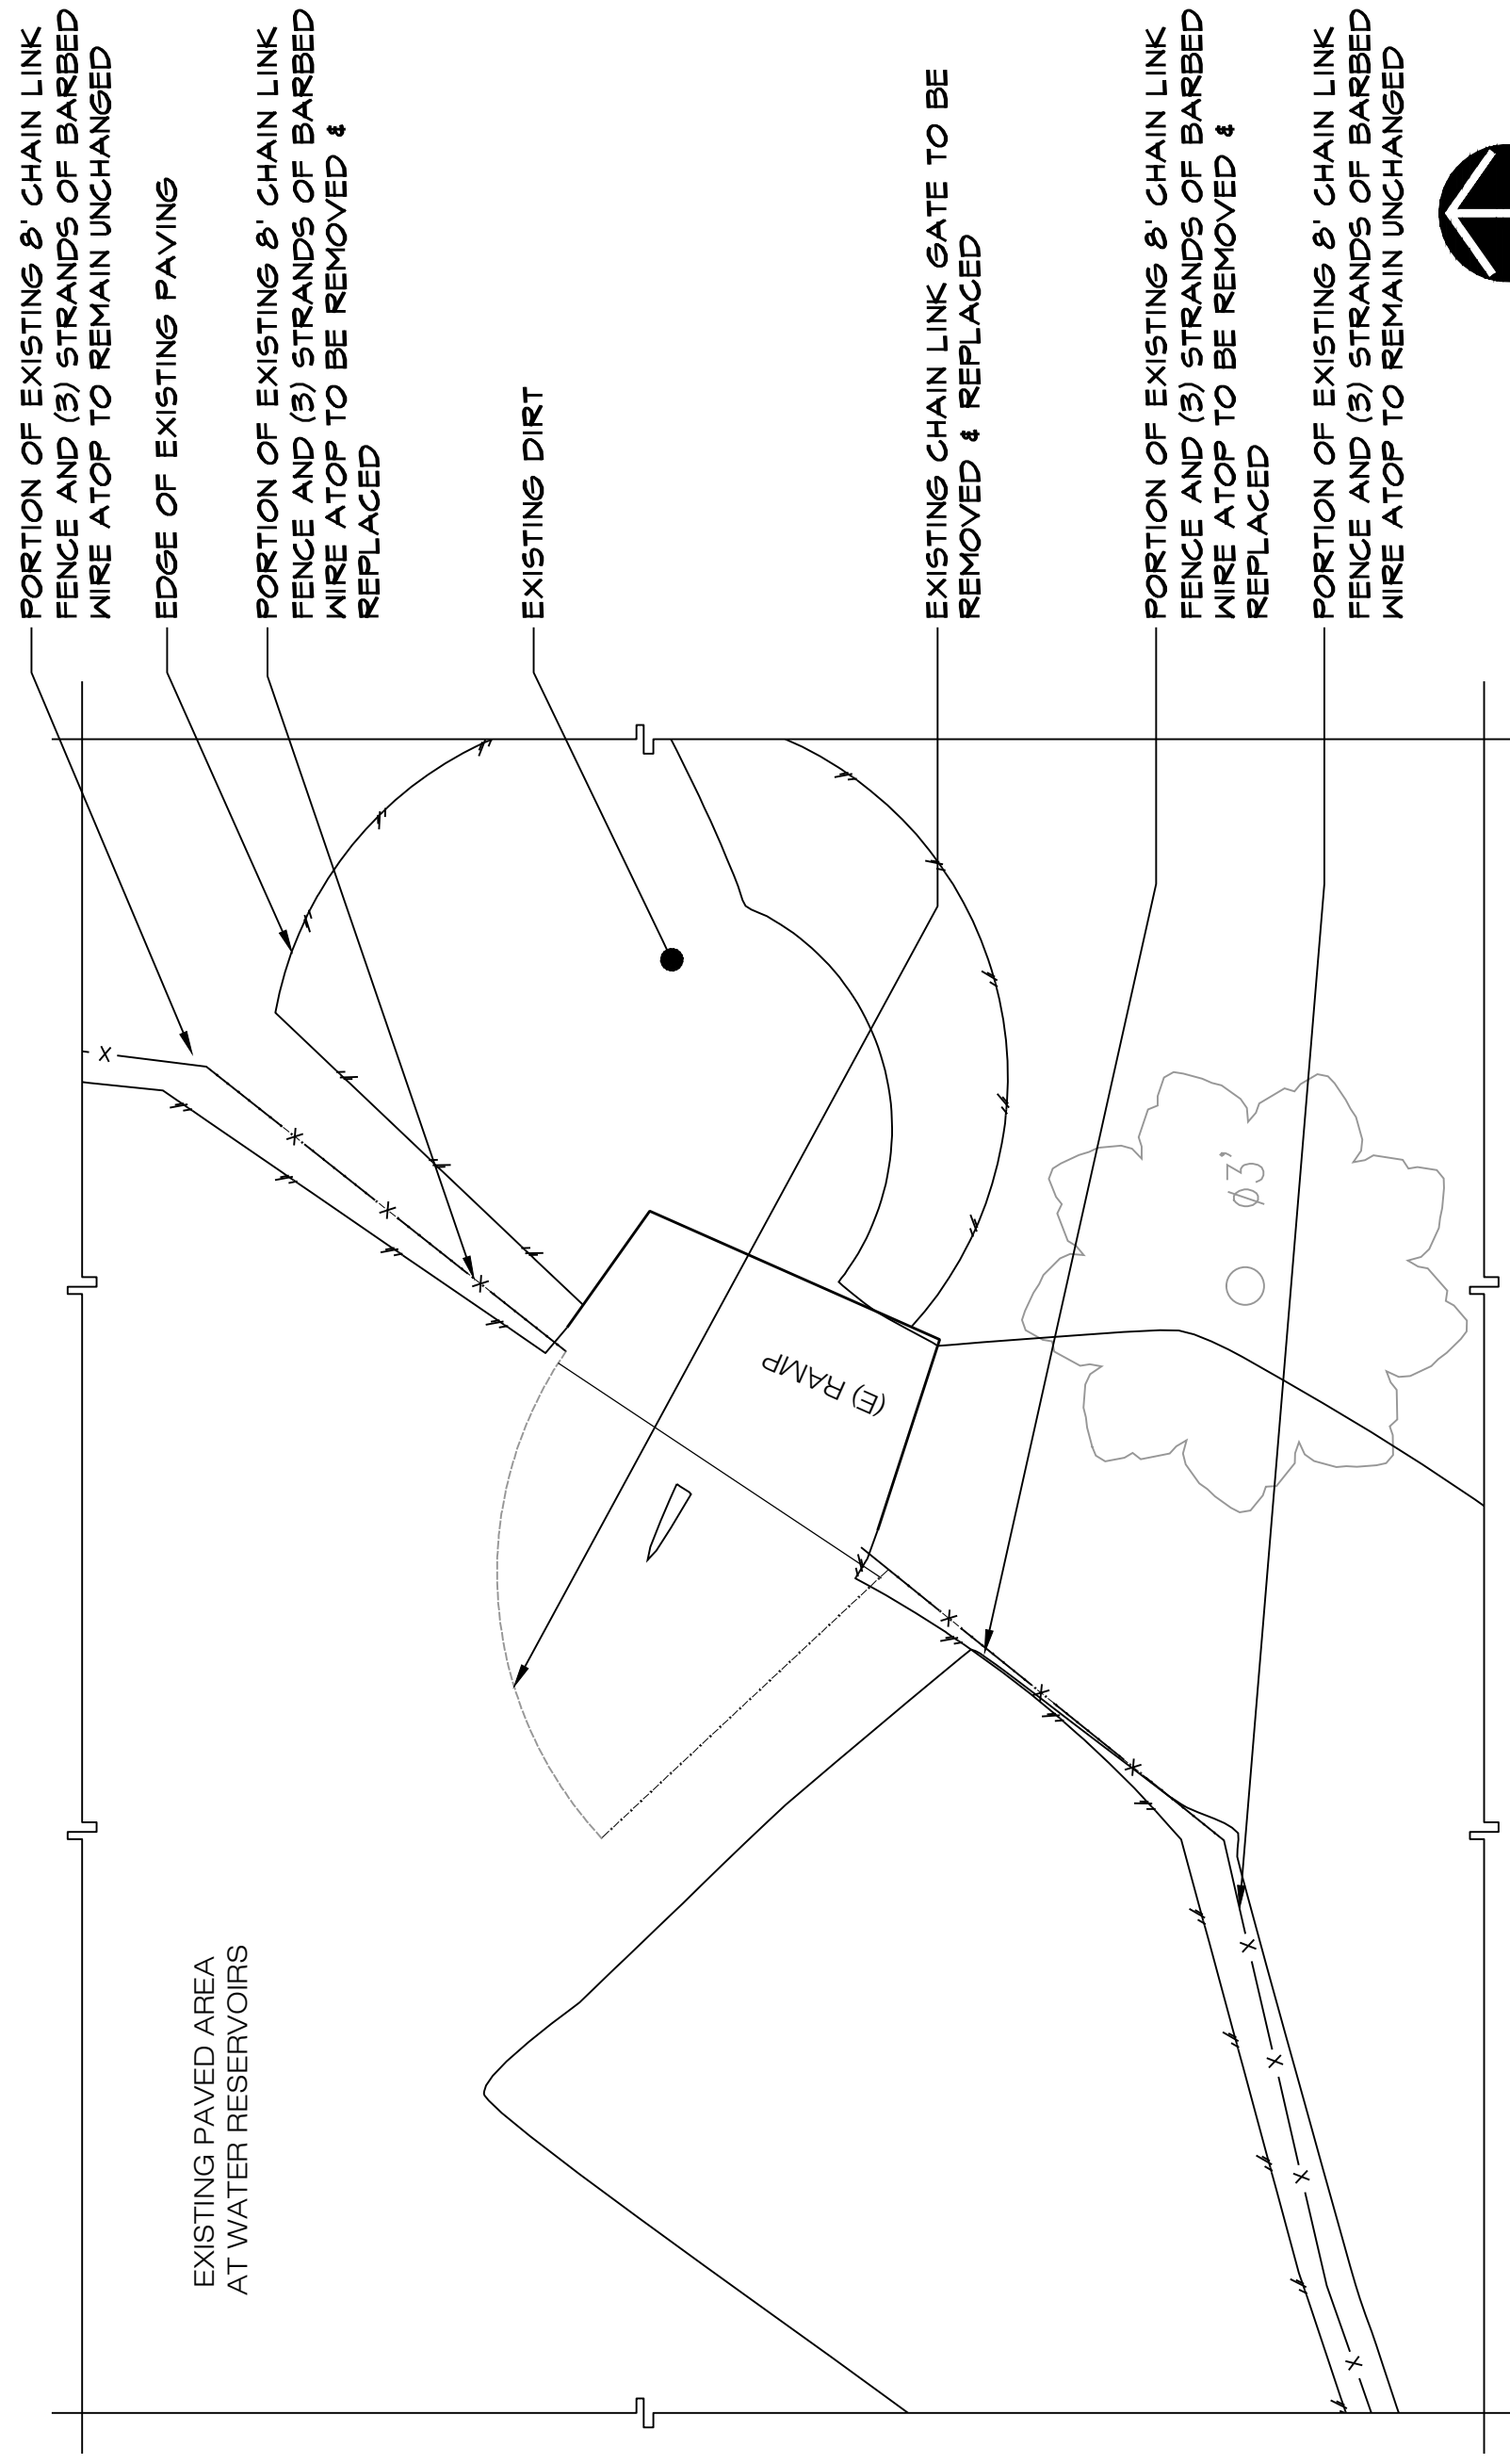 PORTION OF EXISTING 8' CHAIN LINK
FENCE AND (3) STRANDS OF BARBED
WIRE ATOP TO REMAIN UNCHANGED
EDGE OF EXISTING PAVING
PORTION OF EXISTING 8' CHAIN LINK
FENCE AND (3) STRANDS OF BARBED
WIRE ATOP TO BE REMOVED &
REPLACED
EXISTING DIRT
EXISTING CHAIN LINK GATE TO BE
REMOVED & REPLACED
PORTION OF EXISTING 8' CHAIN LINK
FENCE AND (3) STRANDS OF BARBED
WIRE ATOP TO BE REMOVED &
REPLACED
PORTION OF EXISTING 8' CHAIN LINK
FENCE AND (3) STRANDS OF BARBED
WIRE ATOP TO REMAIN UNCHANGED
(E) RAMP
Ø3'
EXISTING PAVED AREA
AT WATER RESERVOIRS